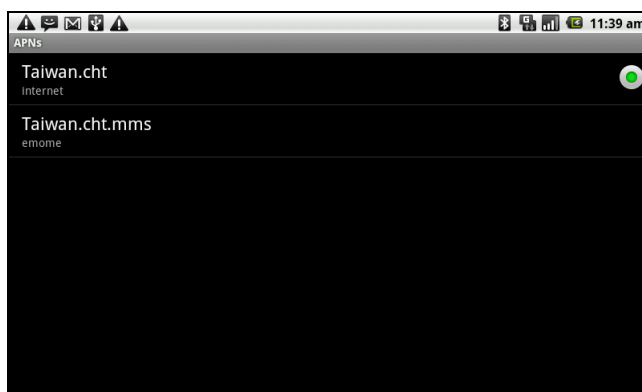 11:39 am
APNs
Taiwan.cht
internet
Taiwan.cht.mms
emome